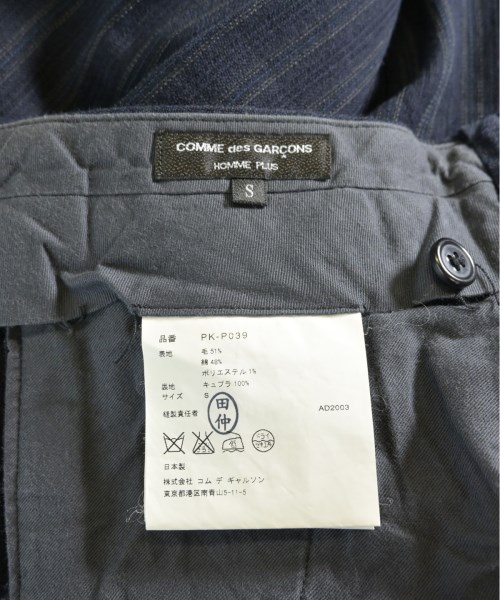 COMME des GARÇONS
HOMME PLUS
S
品番 PK-P039
表地 毛 51%
綿 48%
ポリエステル 1%
裏地 キュプラ 100%
サイズ S
縫製責任者 田仲 AD2003
日本製
株式会社 コム デ ギャルソン
東京都港区南青山5-11-5